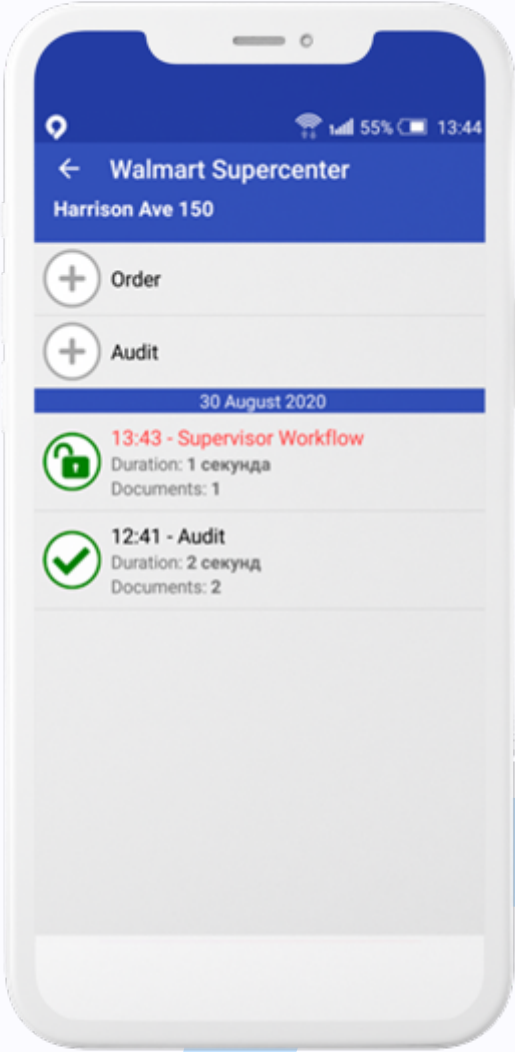 55% 13:44
Walmart Supercenter
Harrison Ave 150
Order
Audit
30 August 2020
13:43 - Supervisor Workflow
Duration: 1 секунда
Documents: 1
12:41 - Audit
Duration: 2 секунд
Documents: 2